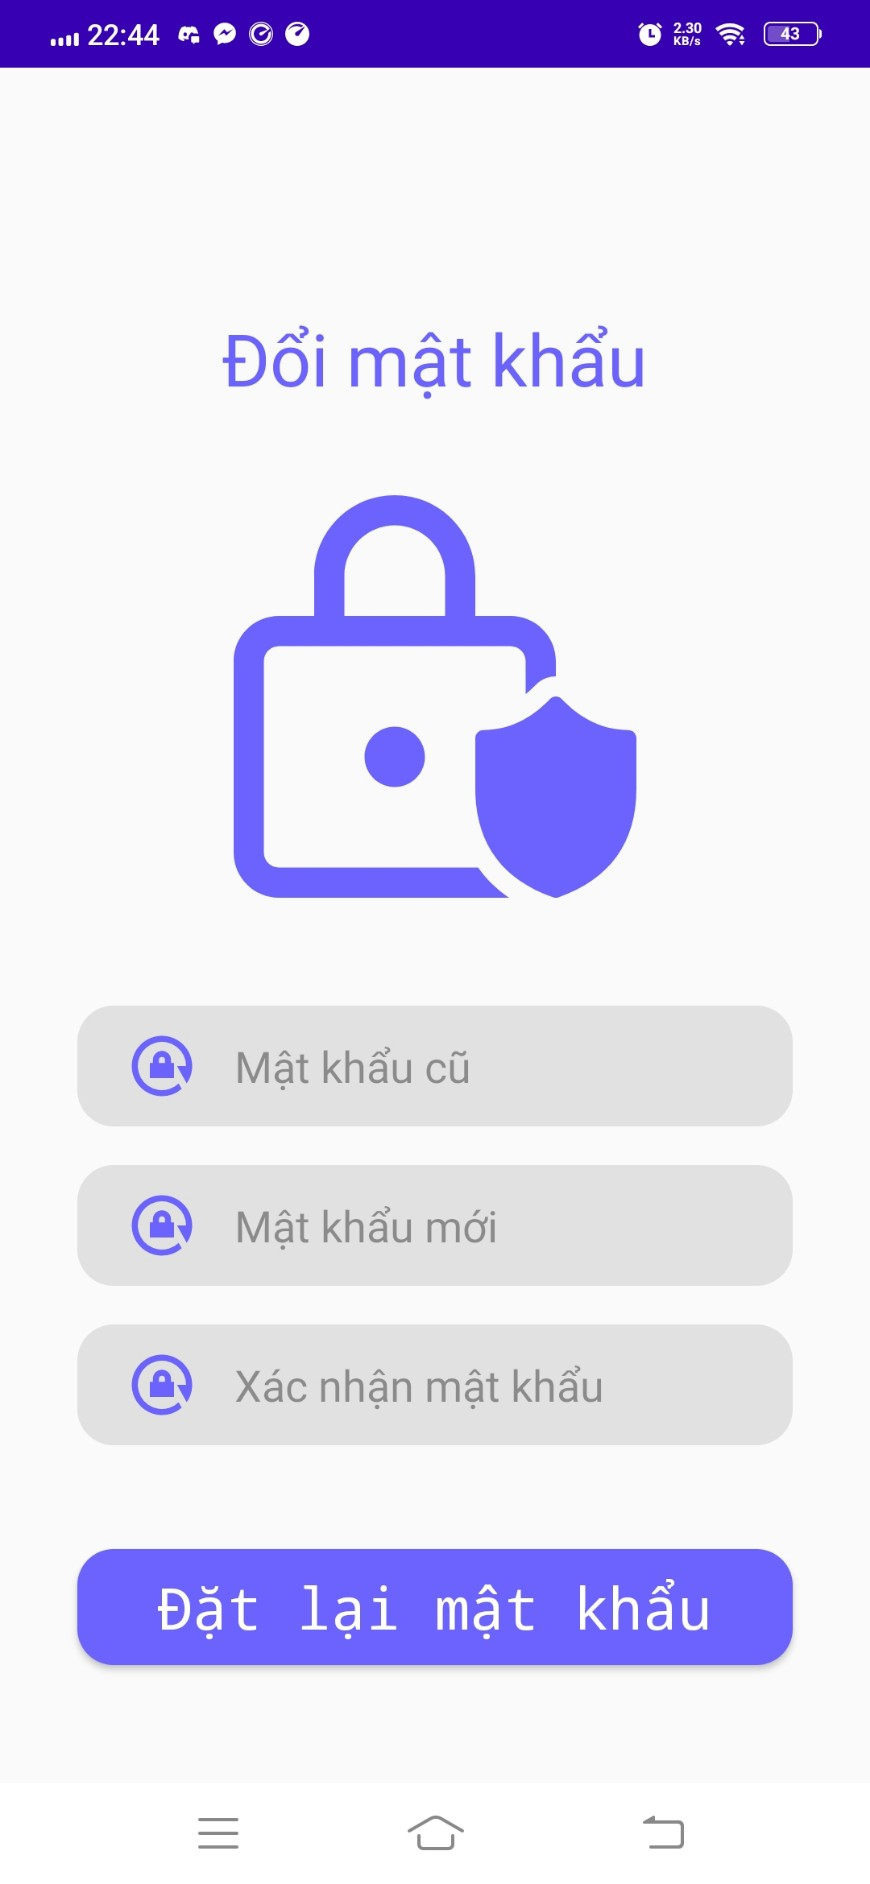 22:44
2.30
KB/s
43
Đổi mật khẩu
Mật khẩu cũ
Mật khẩu mới
Xác nhận mật khẩu
Đặt lại mật khẩu